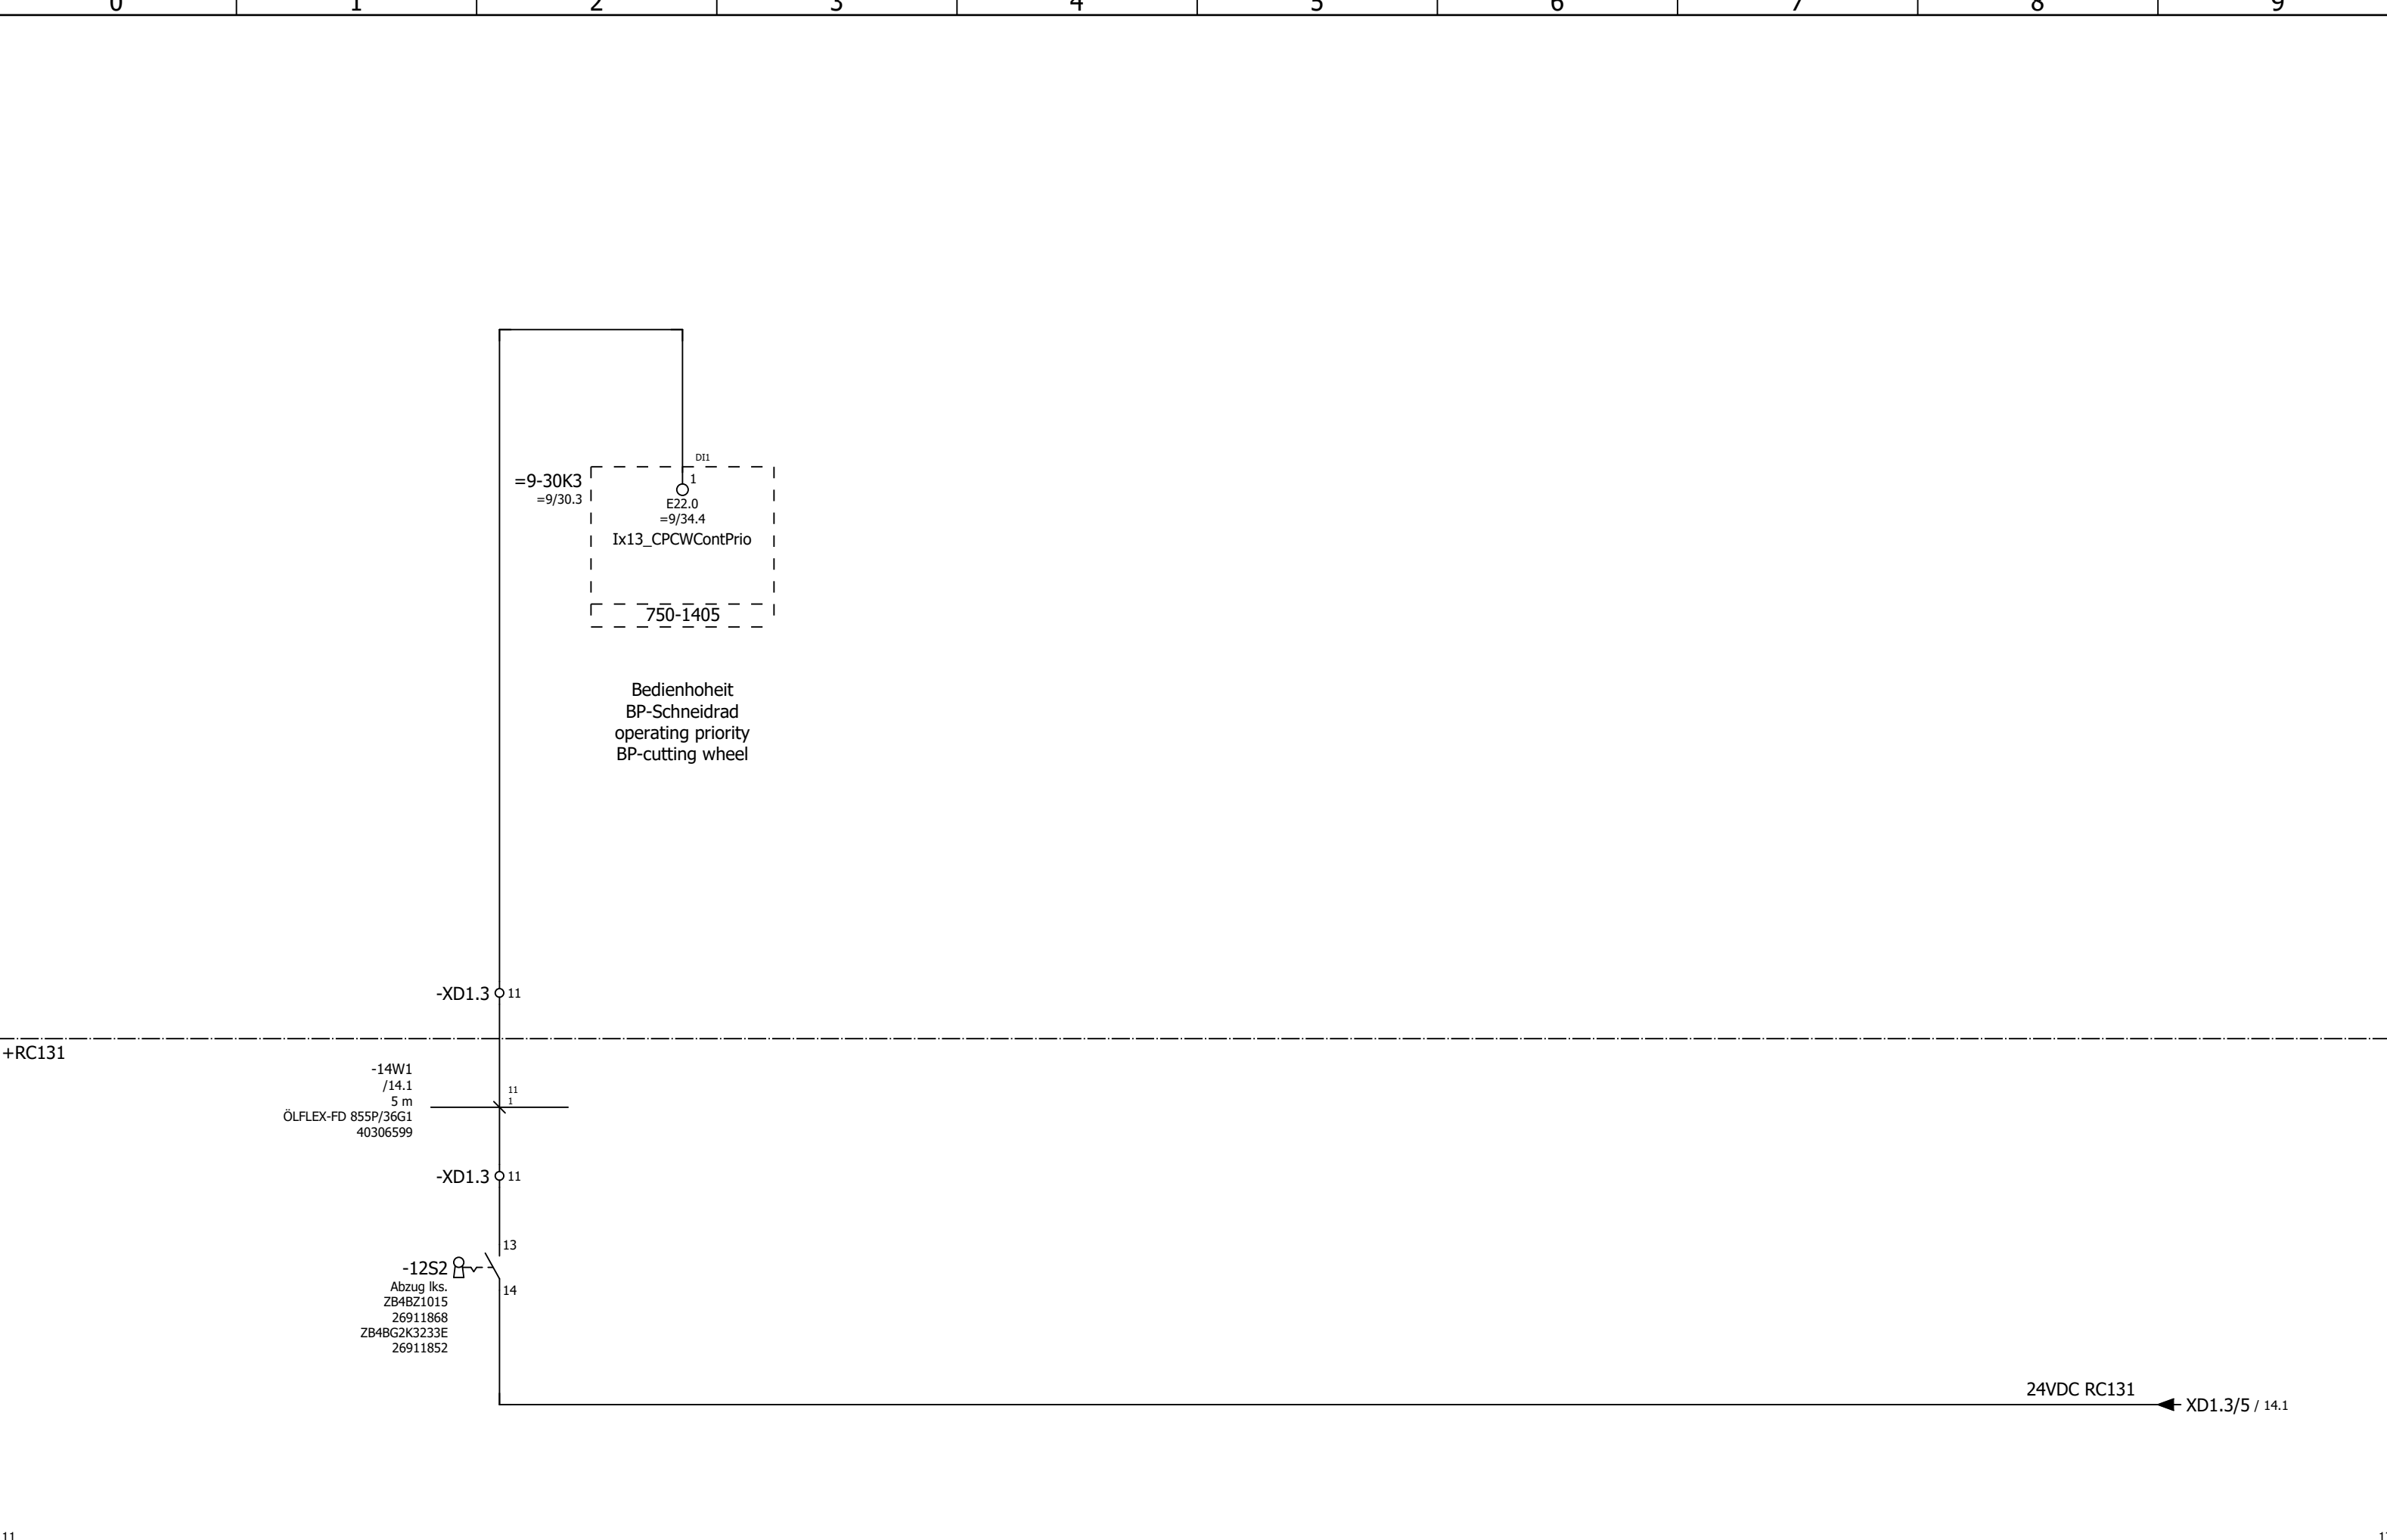 0 1 2 3 4 5 6 7 8 9
DI1
=9-30K3
=9/30.3
1
E22.0
=9/34.4
Ix13_CPCWContPrio
750-1405
Bedienhoheit
BP-Schneidrad
operating priority
BP-cutting wheel
-XD1.3 11
+RC131
-14W1
/14.1
5 m
ÖLFLEX-FD 855P/36G1
40306599
11
1
-XD1.3 11
13
-12S2
14
Abzug lks.
ZB4BZ1015
26911868
ZB4BG2K3233E
26911852
24VDC RC131
XD1.3/5 / 14.1
11